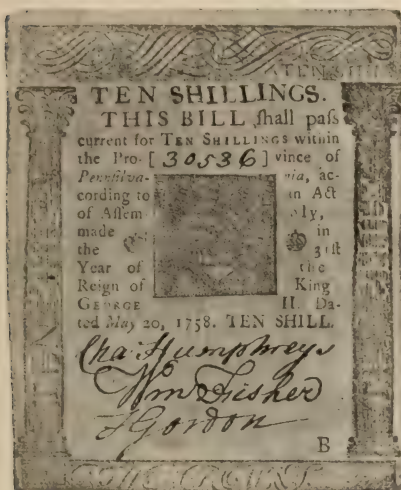 TEN SHILLINGS.
THIS BILL ſhall paſs
current for TEN SHILLINGS within
the Pro- [30536] vince of
Pennſilva- nia, ac-
cording to an Act
of Aſſem bly,
made in
the 31ſt
Year of the
Reign of King
GEORGE II. Da-
ted May 20, 1758. TEN SHILL.
Cha: Humphreys
Wm Fisher
T Gordon
B